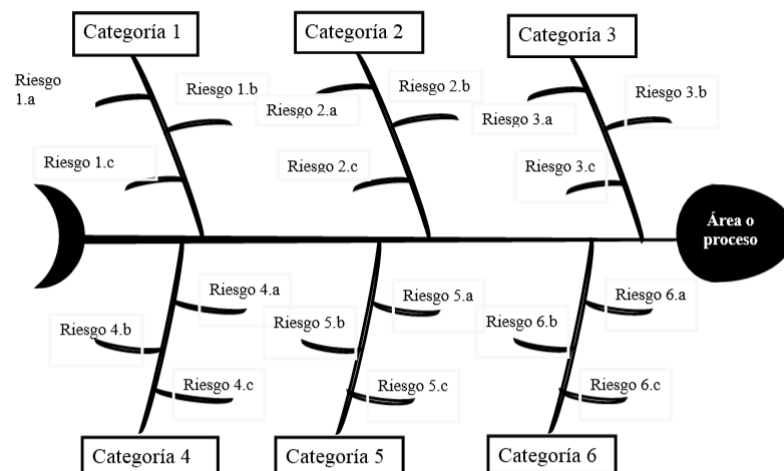 Categoría 1
Categoría 2
Categoría 3
Riesgo
1.a
Riesgo 1.b
Riesgo 1.c
Riesgo 2.a
Riesgo 2.b
Riesgo 2.c
Riesgo 3.a
Riesgo 3.b
Riesgo 3.c
Área o
proceso
Riesgo 4.a
Riesgo 4.b
Riesgo 4.c
Riesgo 5.a
Riesgo 5.b
Riesgo 5.c
Riesgo 6.a
Riesgo 6.b
Riesgo 6.c
Categoría 4
Categoría 5
Categoría 6